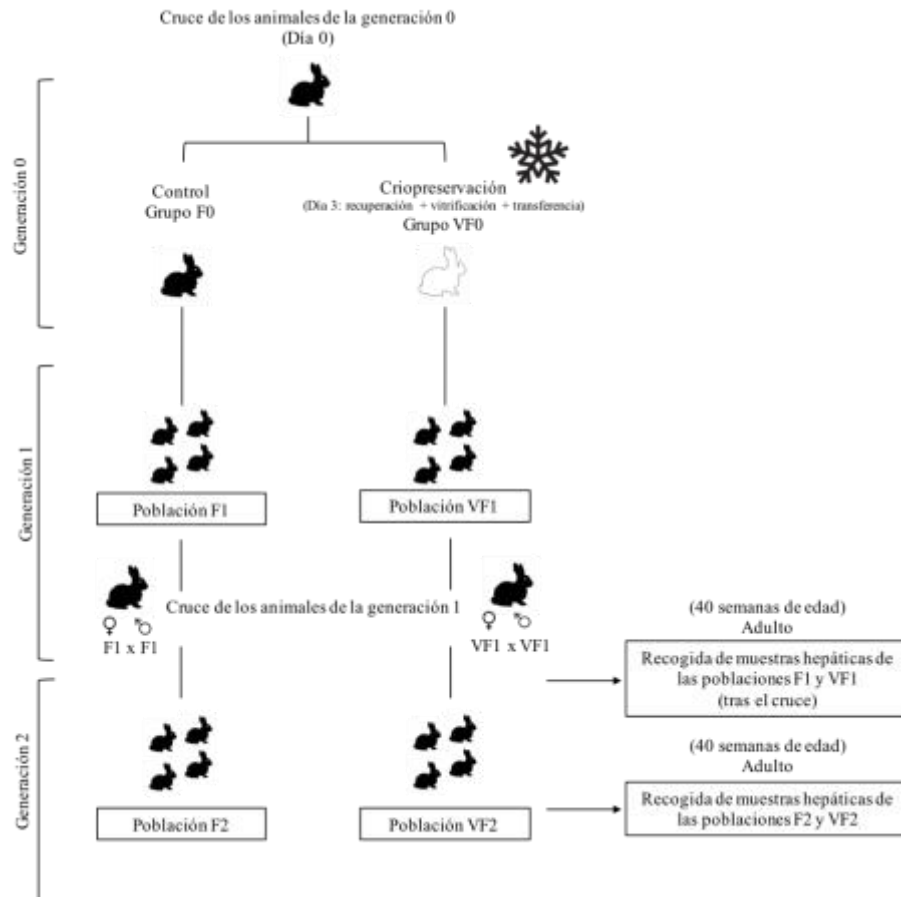 Cruce de los animales de la generación 0
(Día 0)
Generación 0
Control
Grupo F0
Criopreservación
(Día 3: recuperación + vitrificación + transferencia)
Grupo VF0
Generación 1
Población F1
Población VF1
Cruce de los animales de la generación 1
♀ ♂
F1 x F1
♀ ♂
VF1 x VF1
(40 semanas de edad)
Adulto
Recogida de muestras hepáticas de
las poblaciones F1 y VF1
(tras el cruce)
Generación 2
Población F2
Población VF2
(40 semanas de edad)
Adulto
Recogida de muestras hepáticas de
las poblaciones F2 y VF2